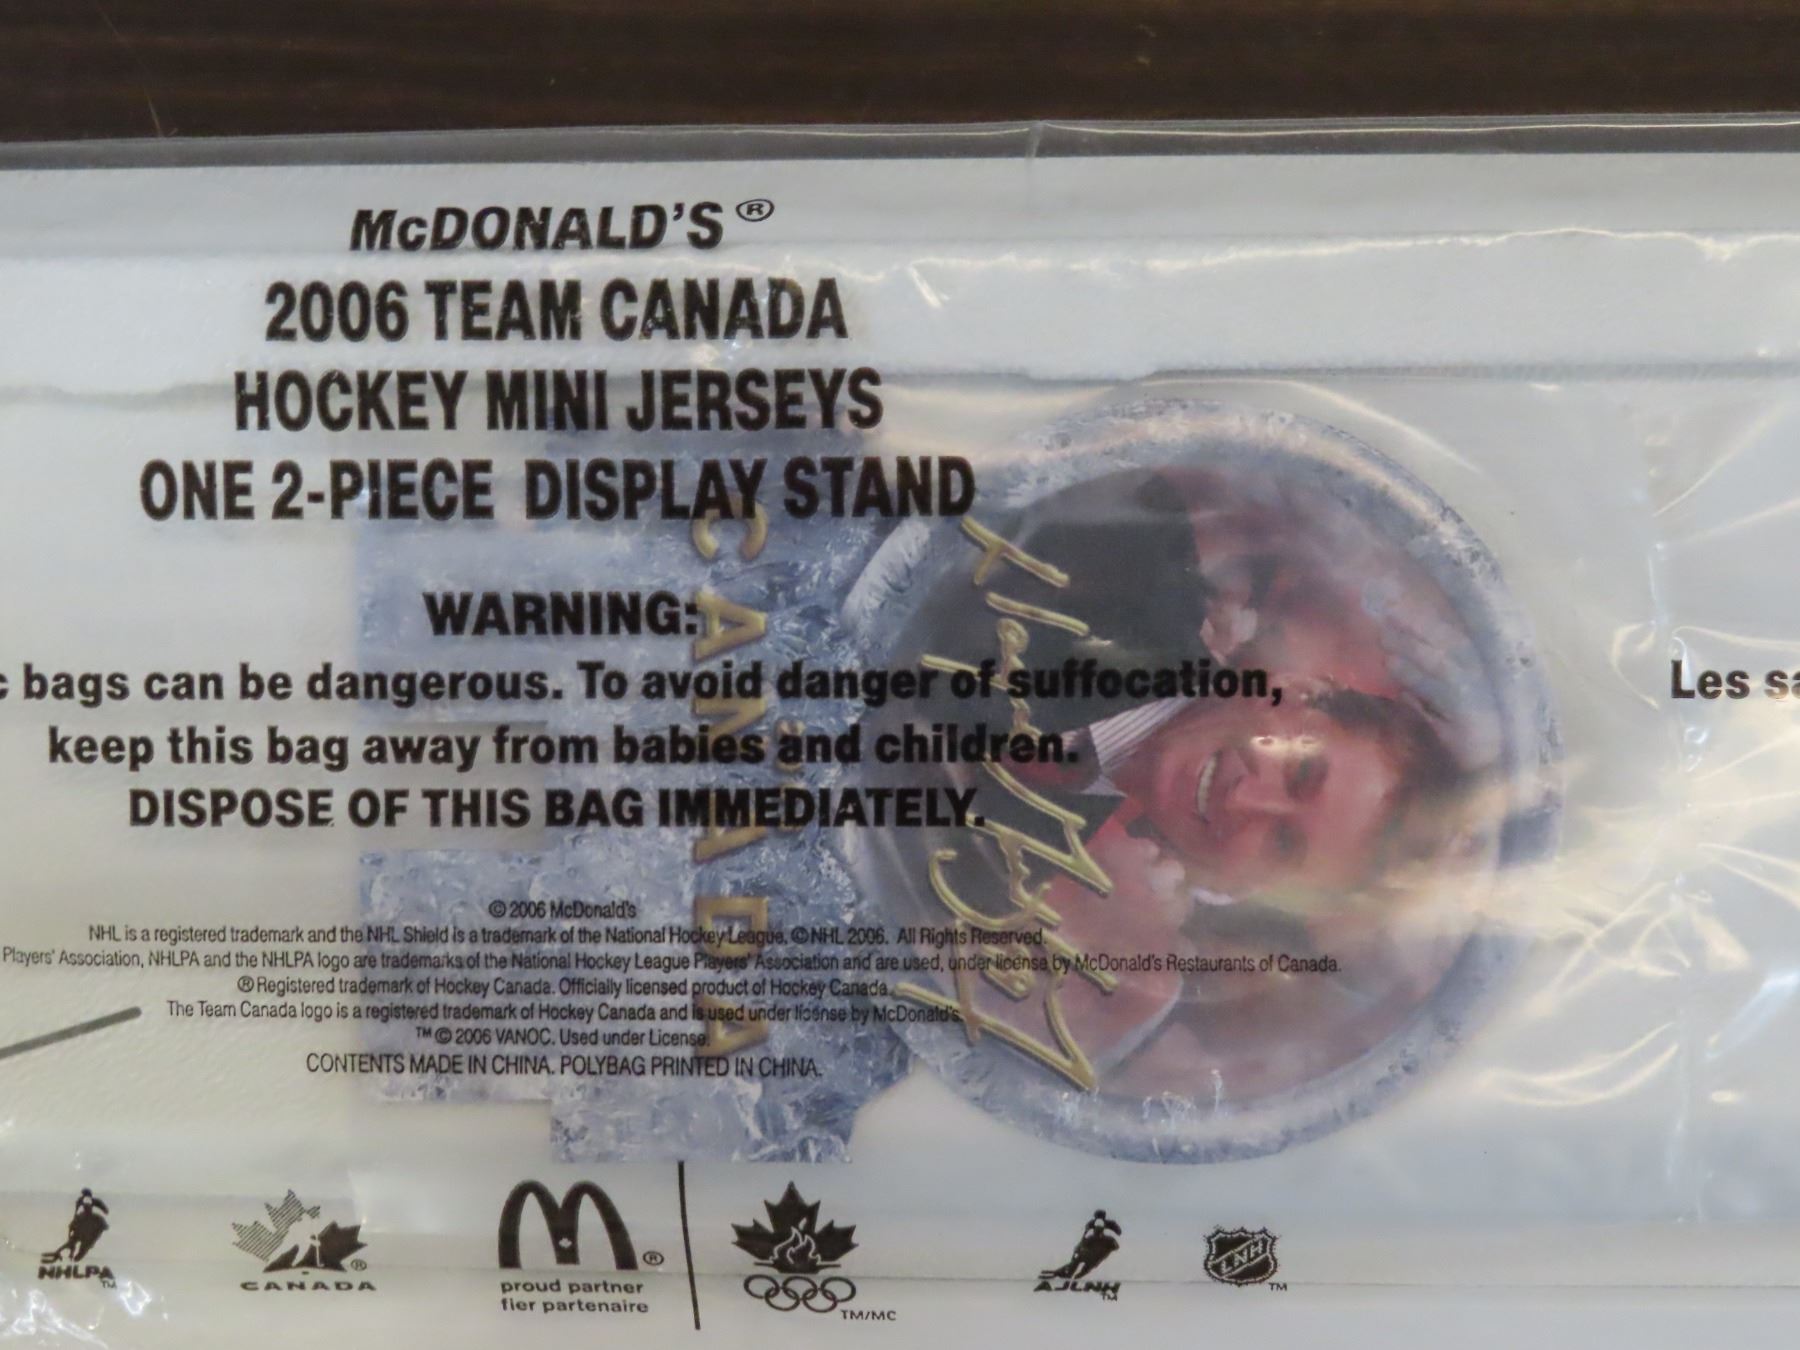 McDONALD'S®
2006 TEAM CANADA
HOCKEY MINI JERSEYS
ONE 2-PIECE DISPLAY STAND
WARNING:
bags can be dangerous. To avoid danger of suffocation,
keep this bag away from babies and children.
DISPOSE OF THIS BAG IMMEDIATELY.
Les
© 2006 McDonald's
NHL is a registered trademark and the NHL Shield is a trademark of the National Hockey League. © NHL 2006. All Rights Reserved.
Players' Association, NHLPA and the NHLPA logo are trademarks of the National Hockey League Players' Association and are used, under license by McDonald's Restaurants of Canada.
® Registered trademark of Hockey Canada. Officially licensed product of Hockey Canada.
The Team Canada logo is a registered trademark of Hockey Canada and is used under license by McDonald's.
TM © 2006 VANOC. Used under License.
CONTENTS MADE IN CHINA. POLYBAG PRINTED IN CHINA.
CANADA
NHLPA TM
CANADA ®
M ®
proud partner
fier partenaire
TM/MC
AJLNH TM
LNH TM